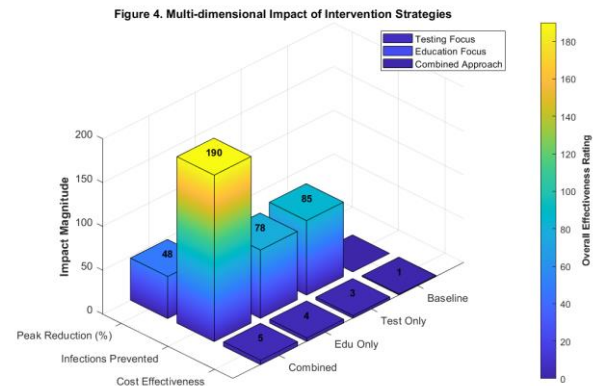 Figure 4. Multi-dimensional Impact of Intervention Strategies
Testing Focus
Education Focus
Combined Approach
200
150
100
50
0
Impact Magnitude
190
85
78
48
1
3
4
5
Baseline
Test Only
Edu Only
Combined
Peak Reduction (%)
Infections Prevented
Cost Effectiveness
180
160
140
120
100
80
60
40
20
0
Overall Effectiveness Rating